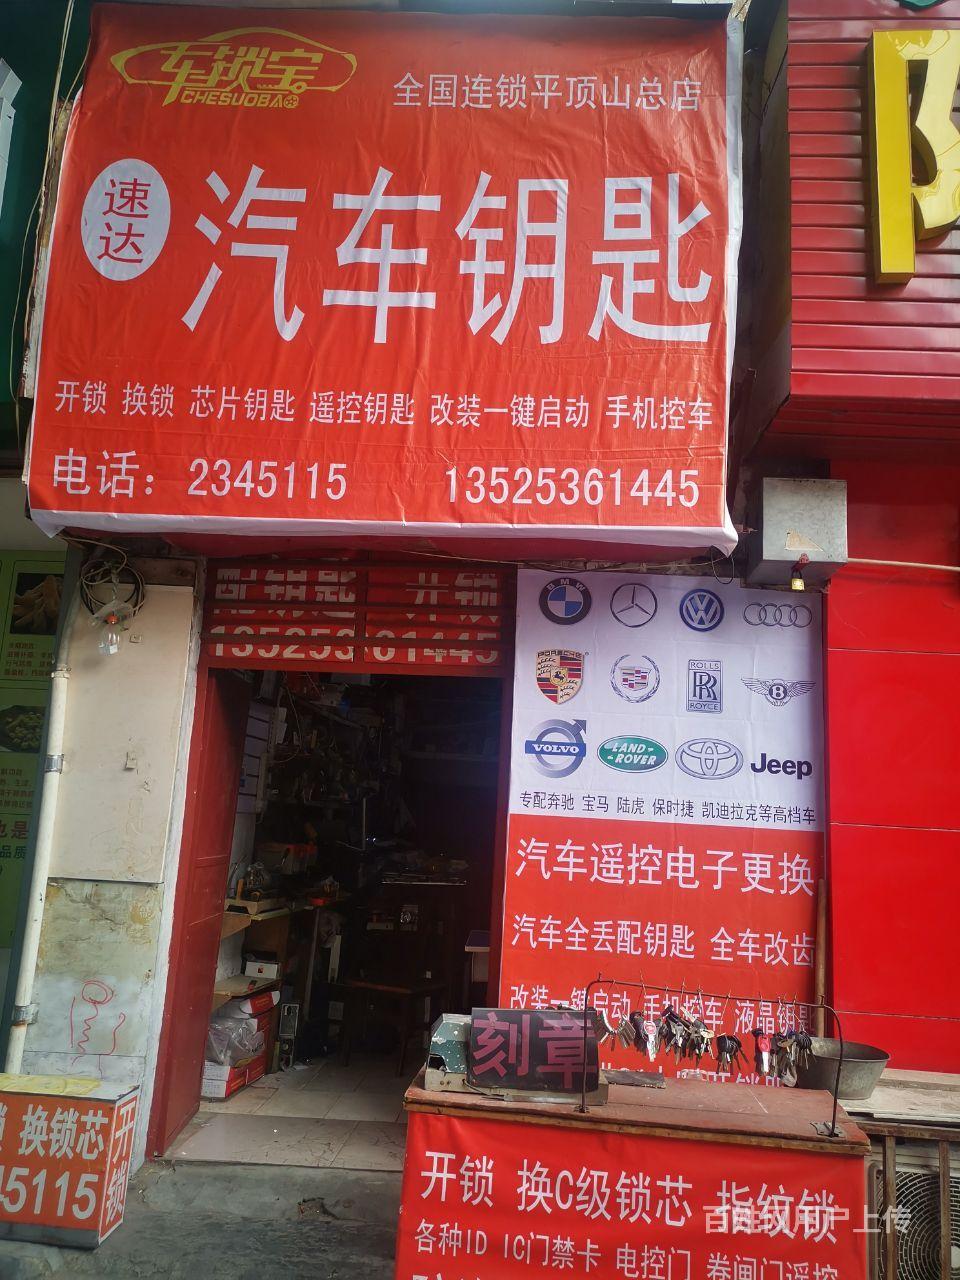 车锁宝
CHESUOBAO
全国连锁平顶山总店
速达
汽车钥匙
开锁 换锁 芯片钥匙 遥控钥匙 改装一键启动 手机控车
电话：2345115 13525361445
配钥匙 开锁
13525361445
BMW
PORSCHE
ROLLS
RR
ROYCE
B
VOLVO
LAND ROVER
Jeep
专配奔驰 宝马 陆虎 保时捷 凯迪拉克等高档车
汽车遥控电子更换
汽车全丢配钥匙 全车改齿
改装一键启动 手机控车 液晶钥匙
刻章
换锁芯
45115
开锁
开锁 换C级锁芯 指纹锁
各种ID IC门禁卡 电控门 卷闸门遥控
百姓网用户上传